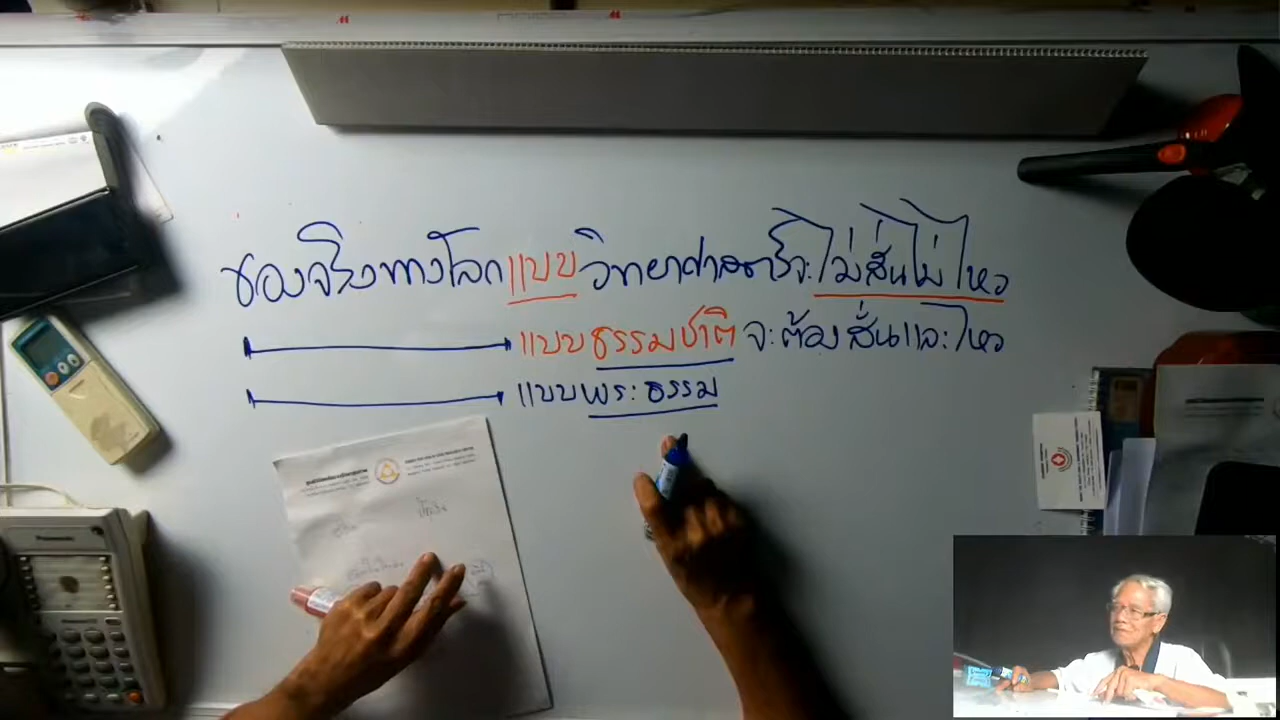 ของจริงทางโลกแบบวิทยาศาสตร์จะไม่สั่นไม่ไหว
แบบธรรมชาติ จะต้องสั่นและไหว
แบบพระธรรม
Panasonic